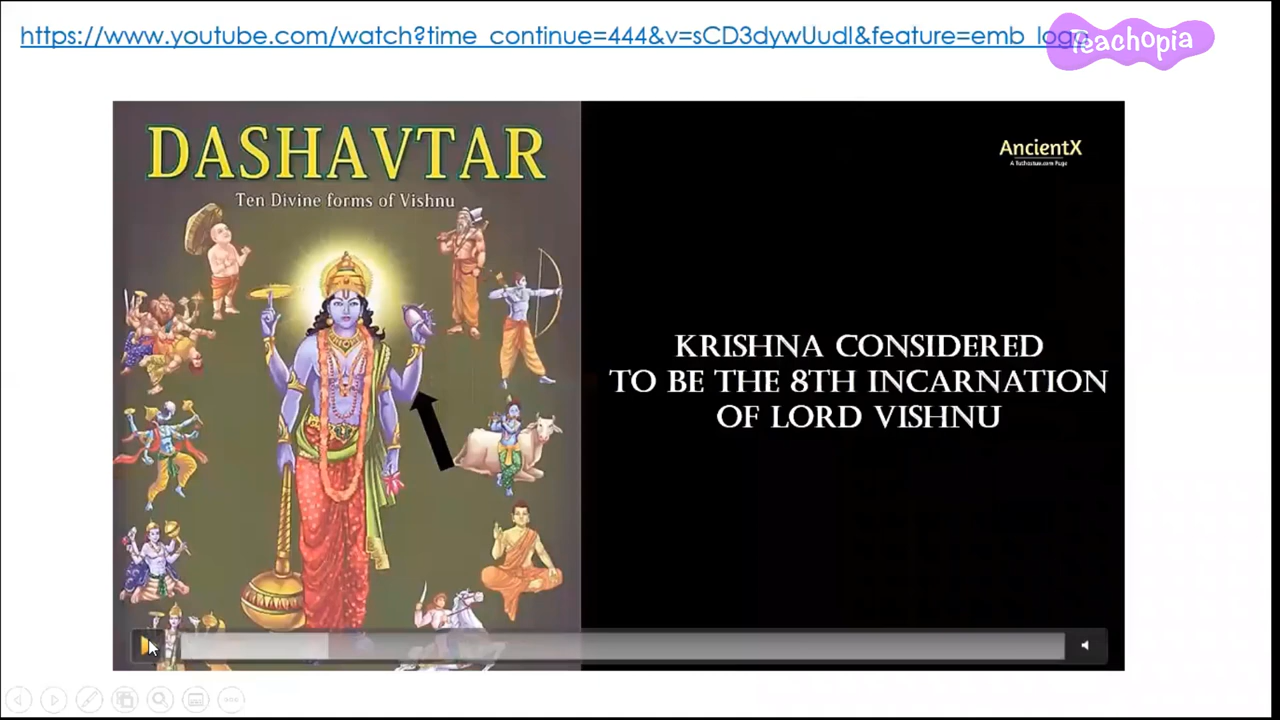 https://www.youtube.com/watch?time_continue=444&v=sCD3dywUudI&feature=emb_logo
Teachopia
DASHAVTAR
Ten Divine forms of Vishnu
AncientX
KRISHNA CONSIDERED
TO BE THE 8TH INCARNATION
OF LORD VISHNU